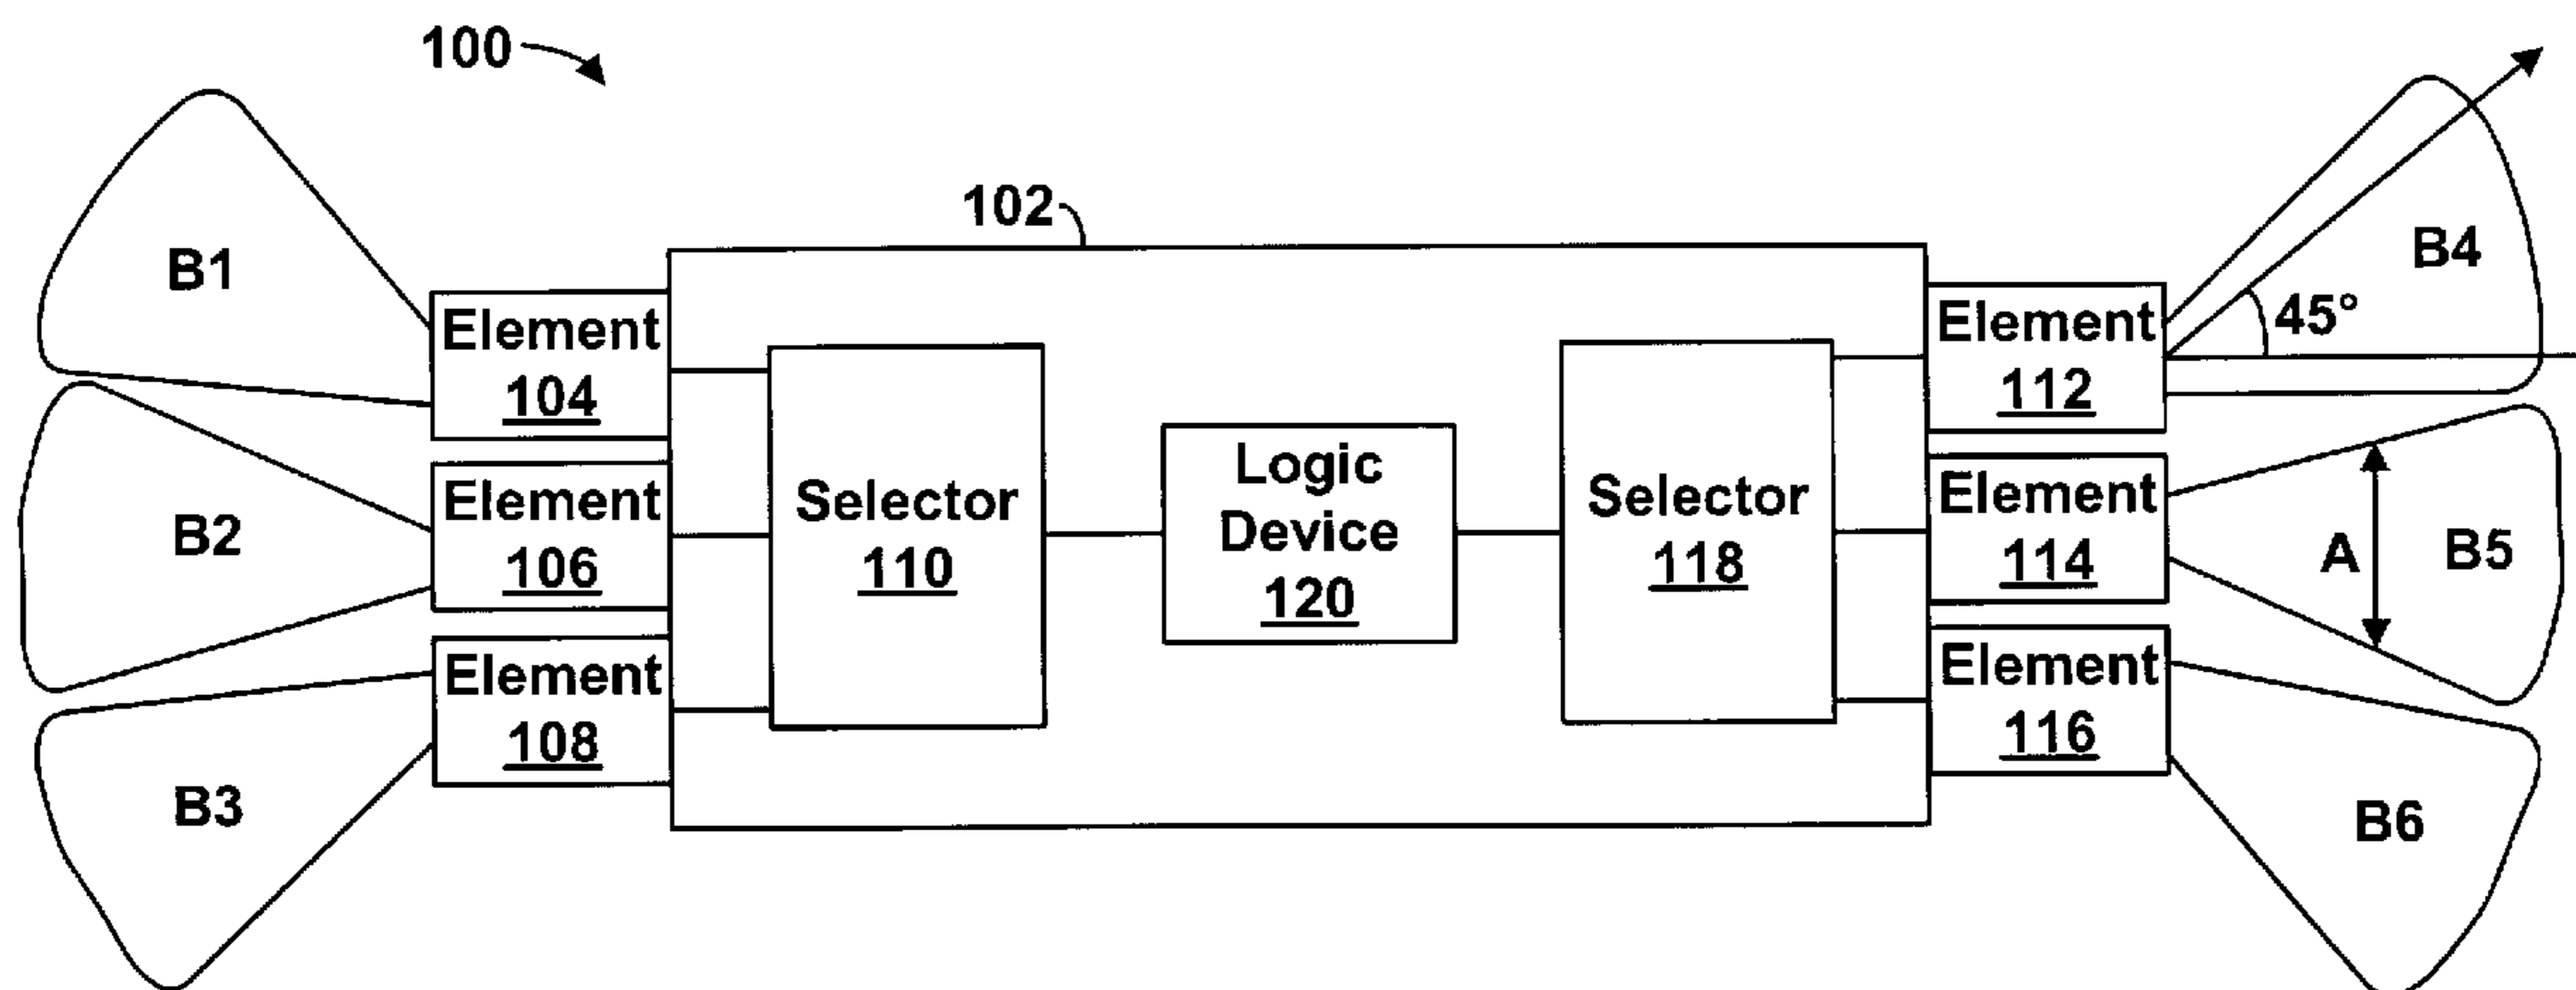 100
102
B1
B2
B3
Element
104
Element
106
Element
108
Selector
110
Logic
Device
120
Selector
118
Element
112
Element
114
Element
116
45°
B4
A
B5
B6